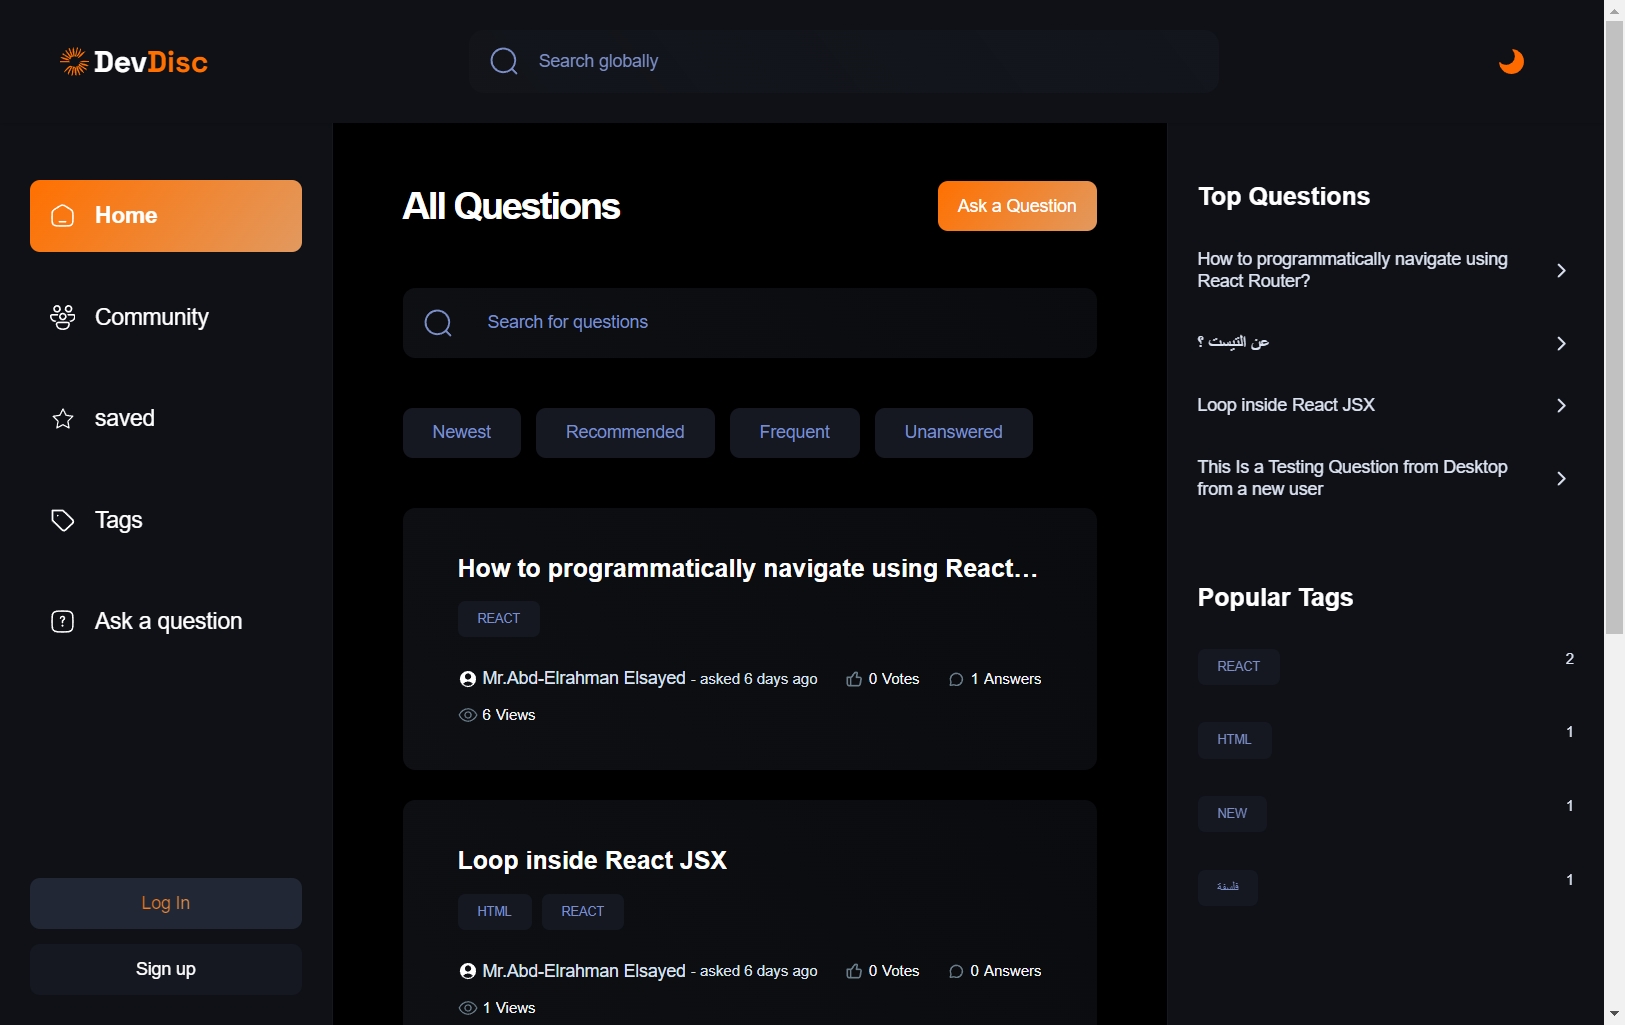 DevDisc
Search globally
Home
Community
saved
Tags
Ask a question
Log In
Sign up
All Questions
Ask a Question
Search for questions
Newest
Recommended
Frequent
Unanswered
How to programmatically navigate using React...
REACT
Mr.Abd-Elrahman Elsayed - asked 6 days ago
0 Votes
1 Answers
6 Views
Loop inside React JSX
HTML
REACT
Mr.Abd-Elrahman Elsayed - asked 6 days ago
0 Votes
0 Answers
1 Views
Top Questions
How to programmatically navigate using
React Router?
عن التيست ؟
Loop inside React JSX
This Is a Testing Question from Desktop
from a new user
Popular Tags
REACT
2
HTML
1
NEW
1
فلسفة
1